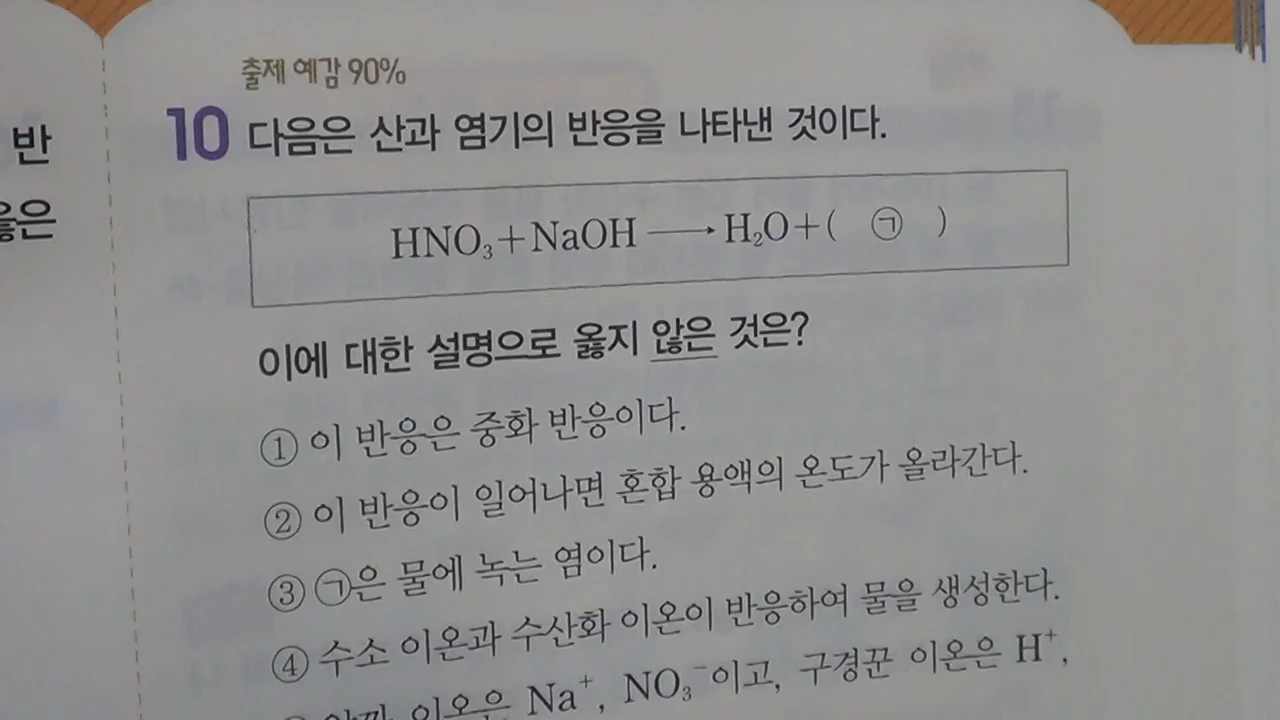 출제 예감 90%
반
10 다음은 산과 염기의 반응을 나타낸 것이다.
HNO₃+NaOH ⟶ H₂O+( ㉠ )
이에 대한 설명으로 옳지 않은 것은?
① 이 반응은 중화 반응이다.
② 이 반응이 일어나면 혼합 용액의 온도가 올라간다.
③ ㉠은 물에 녹는 염이다.
④ 수소 이온과 수산화 이온이 반응하여 물을 생성한다.
이온은 Na⁺, NO₃⁻이고, 구경꾼 이온은 H⁺,